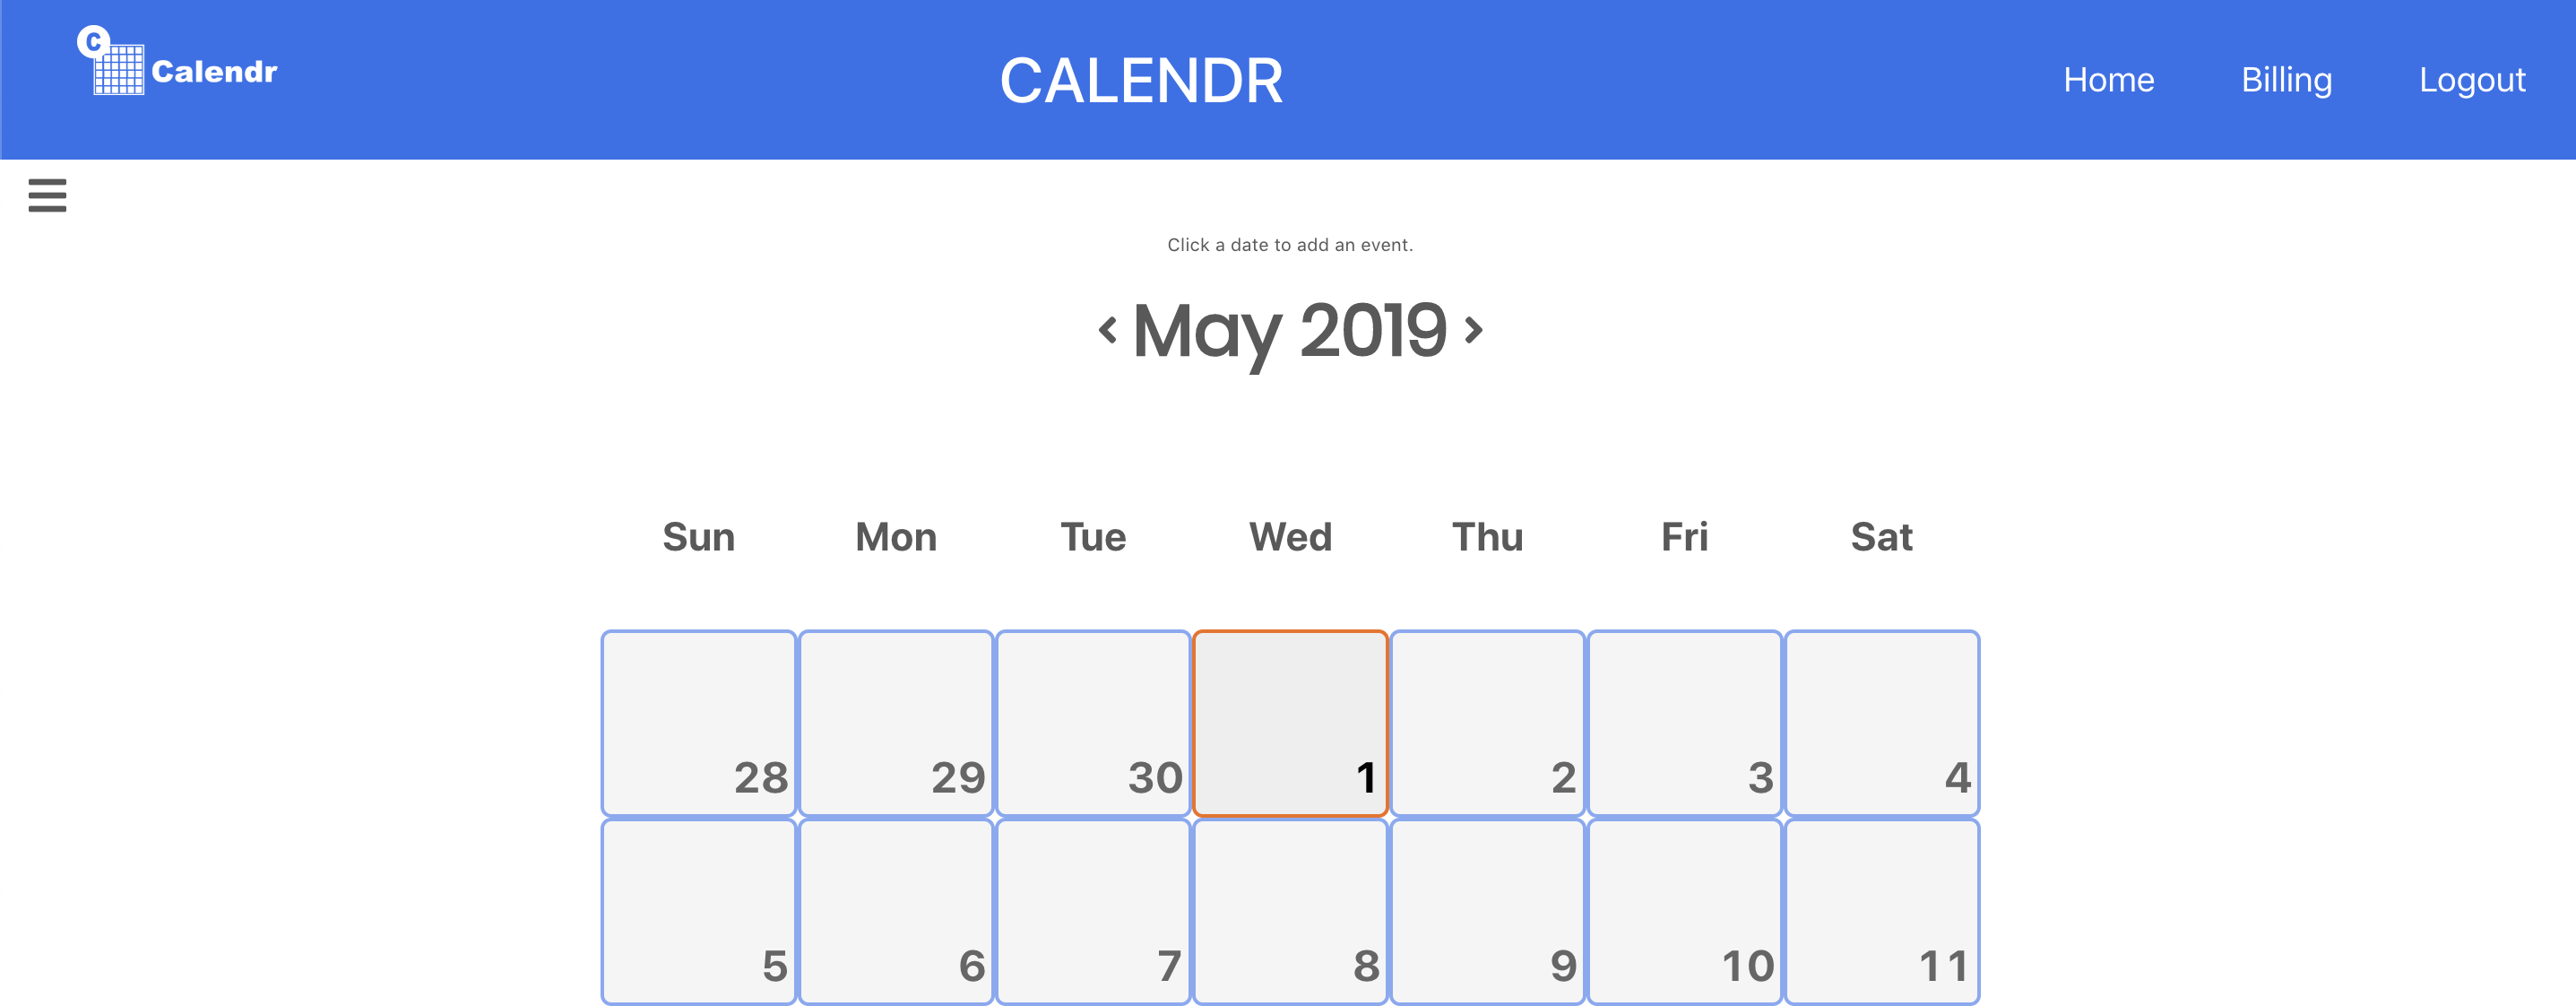 C
Calendr
CALENDR
Home Billing Logout
Click a date to add an event.
May 2019
Sun Mon Tue Wed Thu Fri Sat
28 29 30 1 2 3 4
5 6 7 8 9 10 11